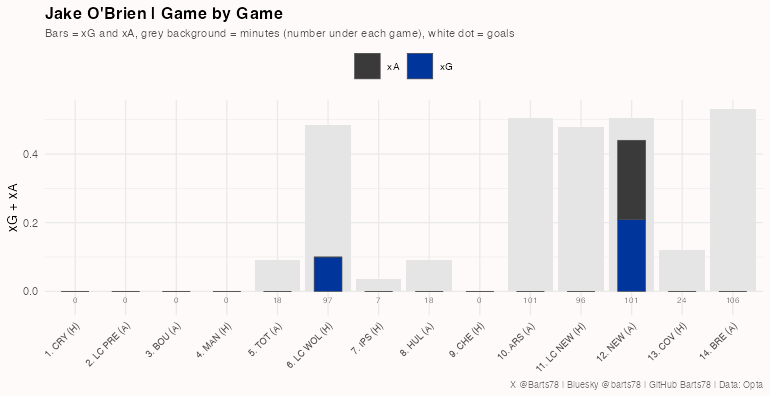 Jake O'Brien | Game by Game
Bars = xG and xA, grey background = minutes (number under each game), white dot = goals
xA xG
xG + xA
0.4
0.2
0.0
0 0 0 0 18 97 7 18 0 101 96 101 24 106
1. CRY (H)
2. LC PRE (A)
3. BOU (A)
4. MAN (H)
5. TOT (A)
6. LC WOL (H)
7. IPS (H)
8. HUL (A)
9. CHE (H)
10. ARS (A)
11. LC NEW (H)
12. NEW (A)
13. COV (H)
14. BRE (A)
X @Barts78 | Bluesky @barts78 | GitHub Barts78 | Data: Opta